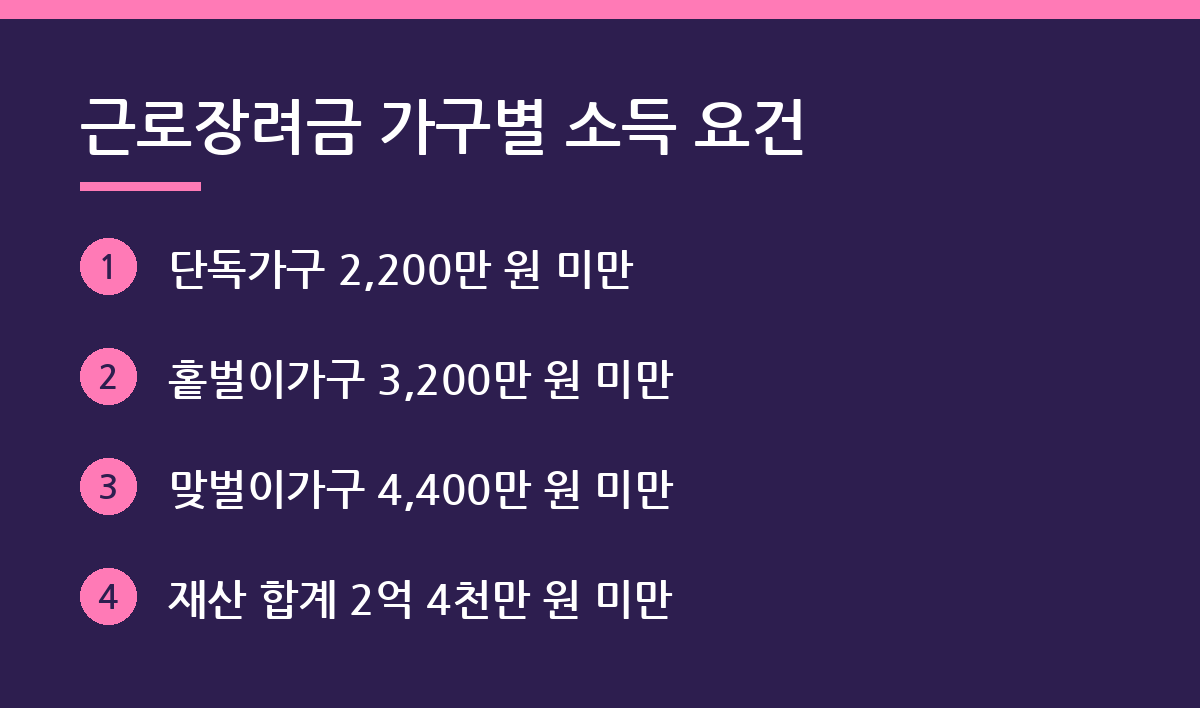 근로장려금 가구별 소득 요건
1 단독가구 2,200만 원 미만
2 홑벌이가구 3,200만 원 미만
3 맞벌이가구 4,400만 원 미만
4 재산 합계 2억 4천만 원 미만